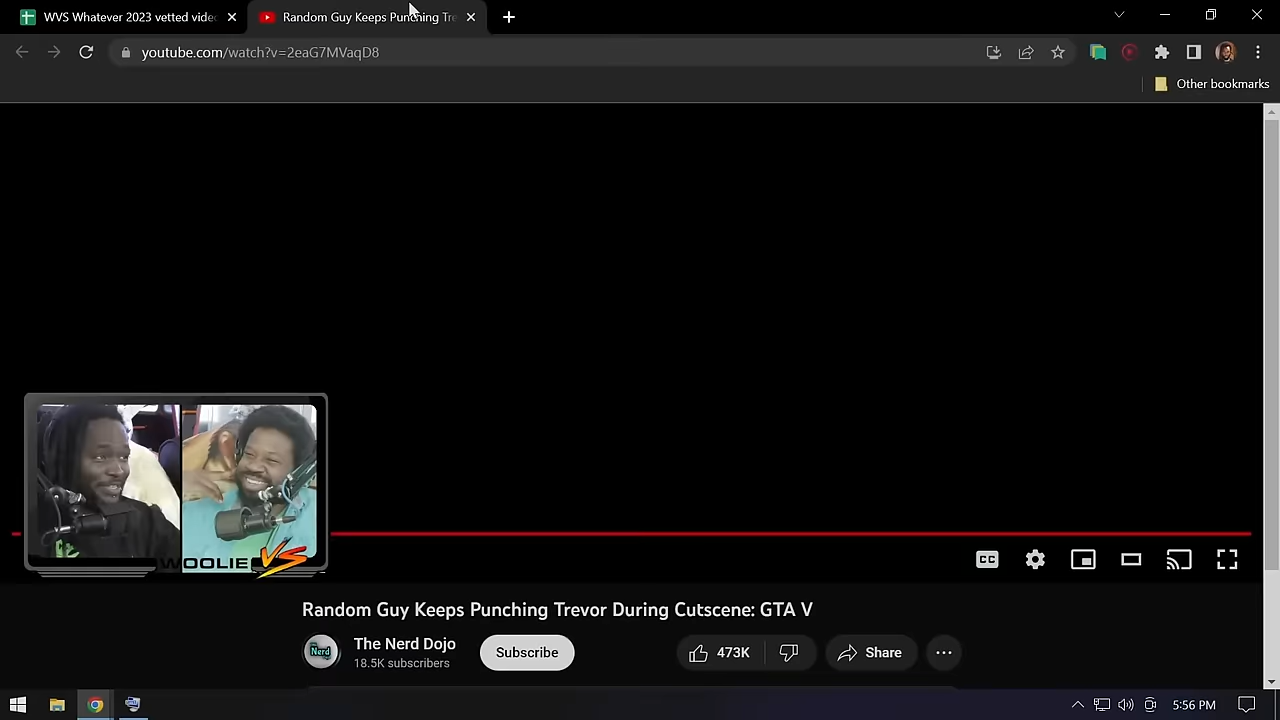 WVS Whatever 2023 vetted vide
Random Guy Keeps Punching Tre
youtube.com/watch?v=2eaG7MVaqD8
Other bookmarks
WOOLIE VS
CC
Random Guy Keeps Punching Trevor During Cutscene: GTA V
Nerd
The Nerd Dojo
18.5K subscribers
Subscribe
473K
Share
5:56 PM